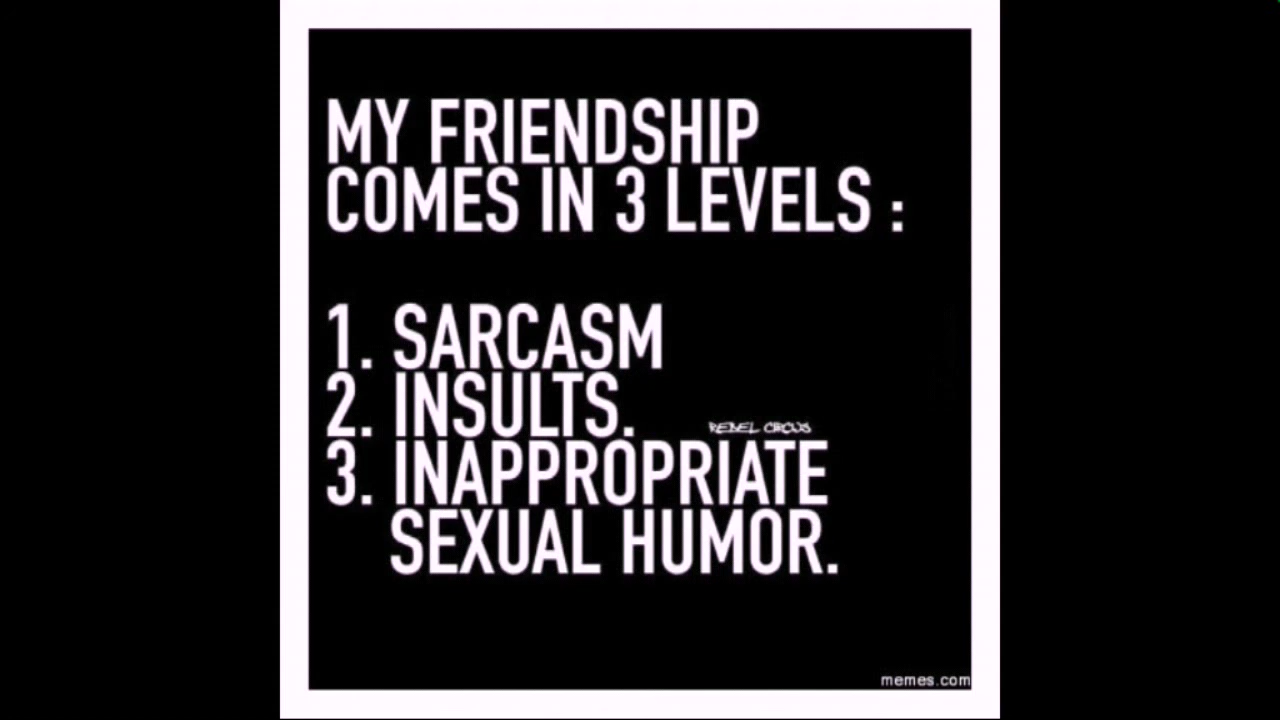 MY FRIENDSHIP
COMES IN 3 LEVELS :
1. SARCASM
2. INSULTS.
REBEL CIRCUS
3. INAPPROPRIATE
SEXUAL HUMOR.
memes.com